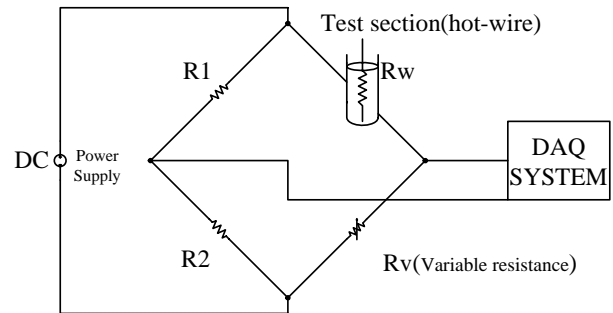 Test section(hot-wire)
R1
Rw
DC
Power
Supply
DAQ
SYSTEM
R2
Rv(Variable resistance)